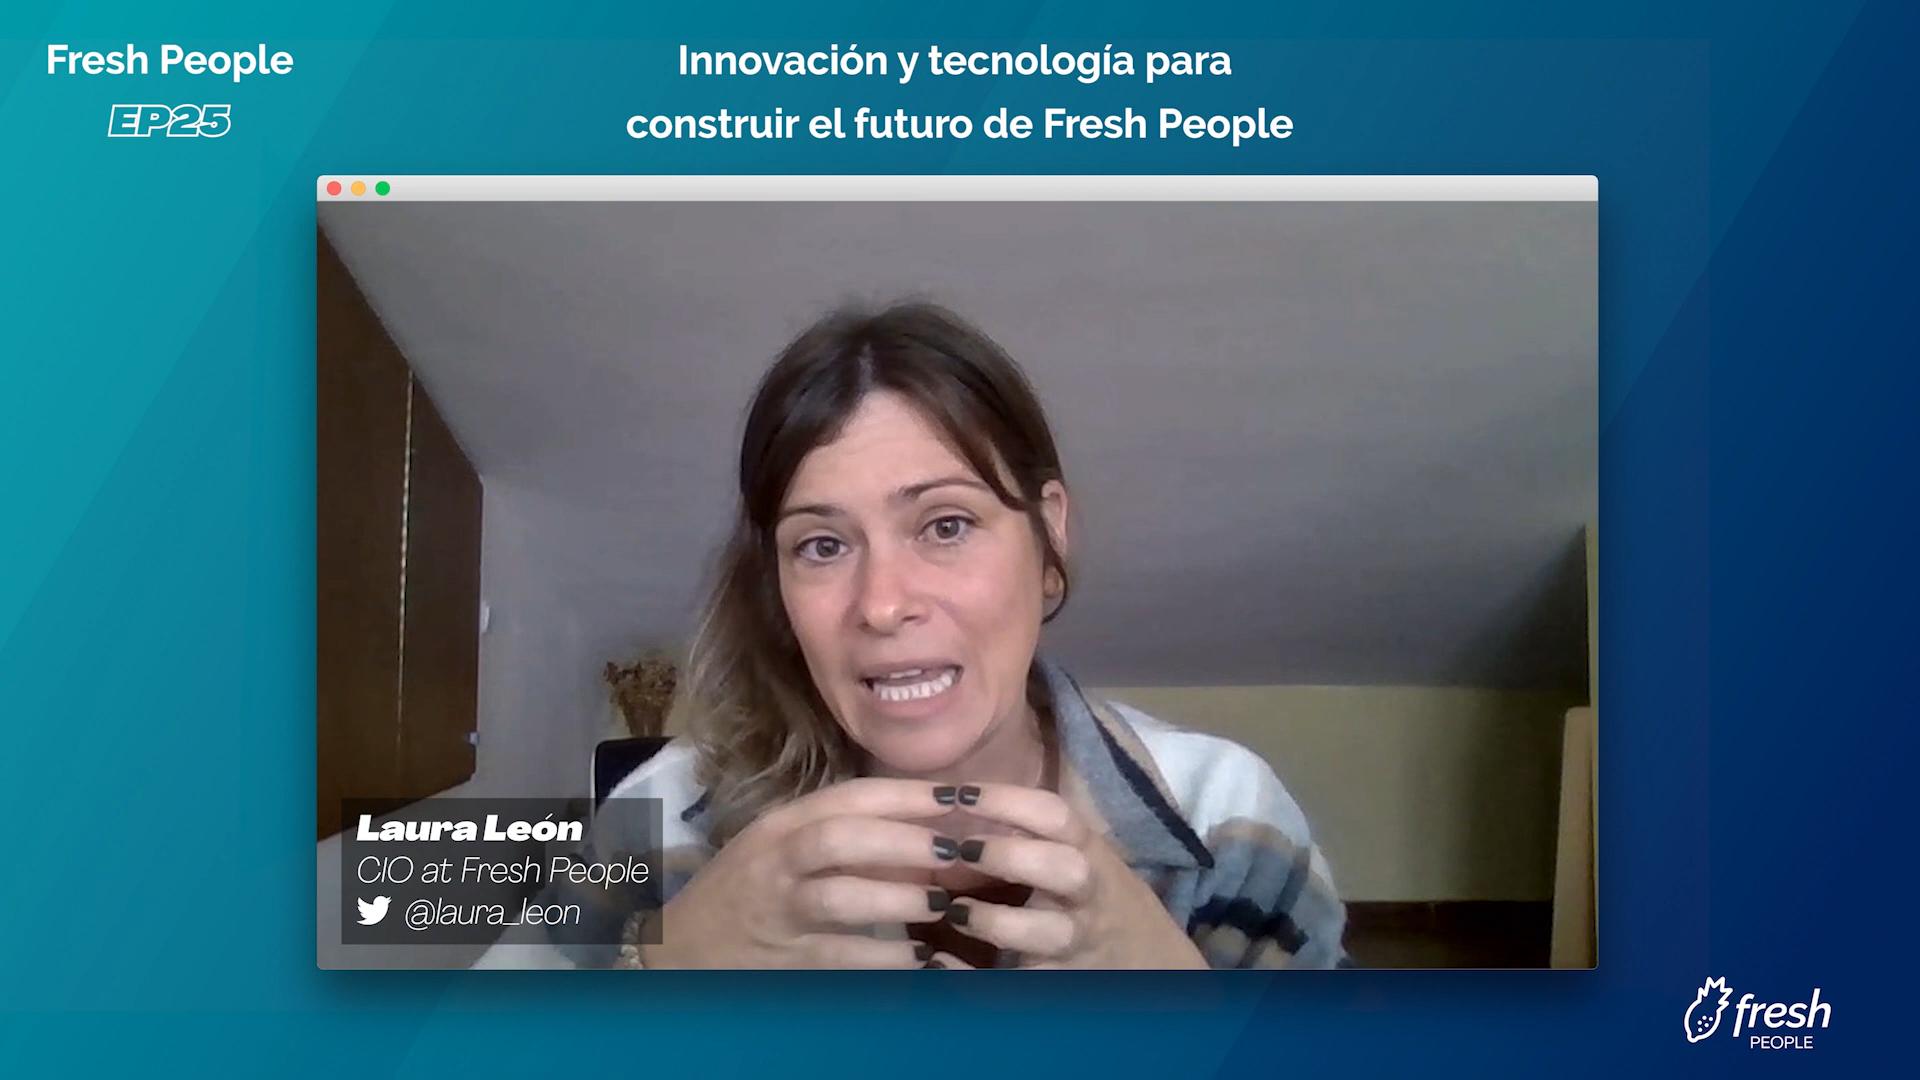 Fresh People
EP25
Innovación y tecnología para
construir el futuro de Fresh People
Laura León
CIO at Fresh People
@laura_leon
fresh
PEOPLE